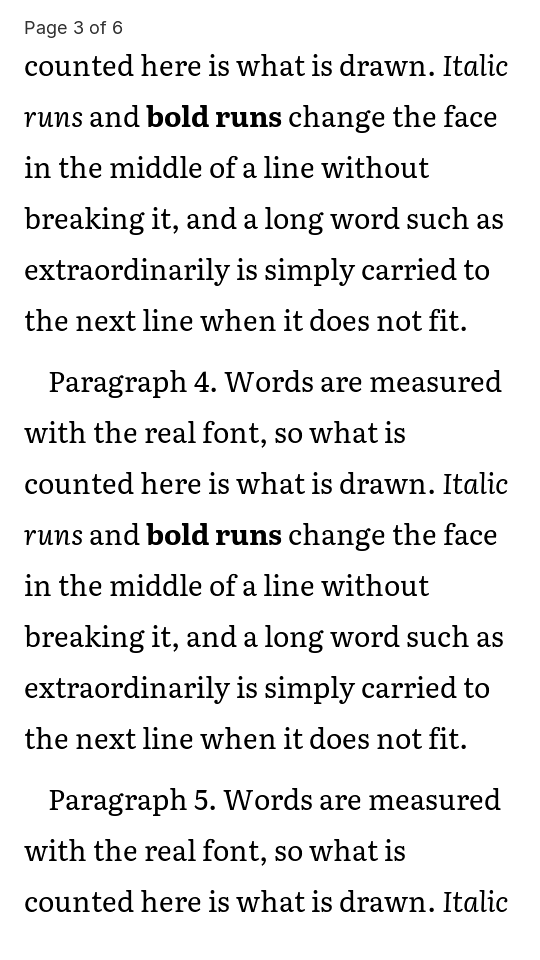 Page 3 of 6
counted here is what is drawn. Italic
runs and bold runs change the face
in the middle of a line without
breaking it, and a long word such as
extraordinarily is simply carried to
the next line when it does not fit.
Paragraph 4. Words are measured
with the real font, so what is
counted here is what is drawn. Italic
runs and bold runs change the face
in the middle of a line without
breaking it, and a long word such as
extraordinarily is simply carried to
the next line when it does not fit.
Paragraph 5. Words are measured
with the real font, so what is
counted here is what is drawn. Italic